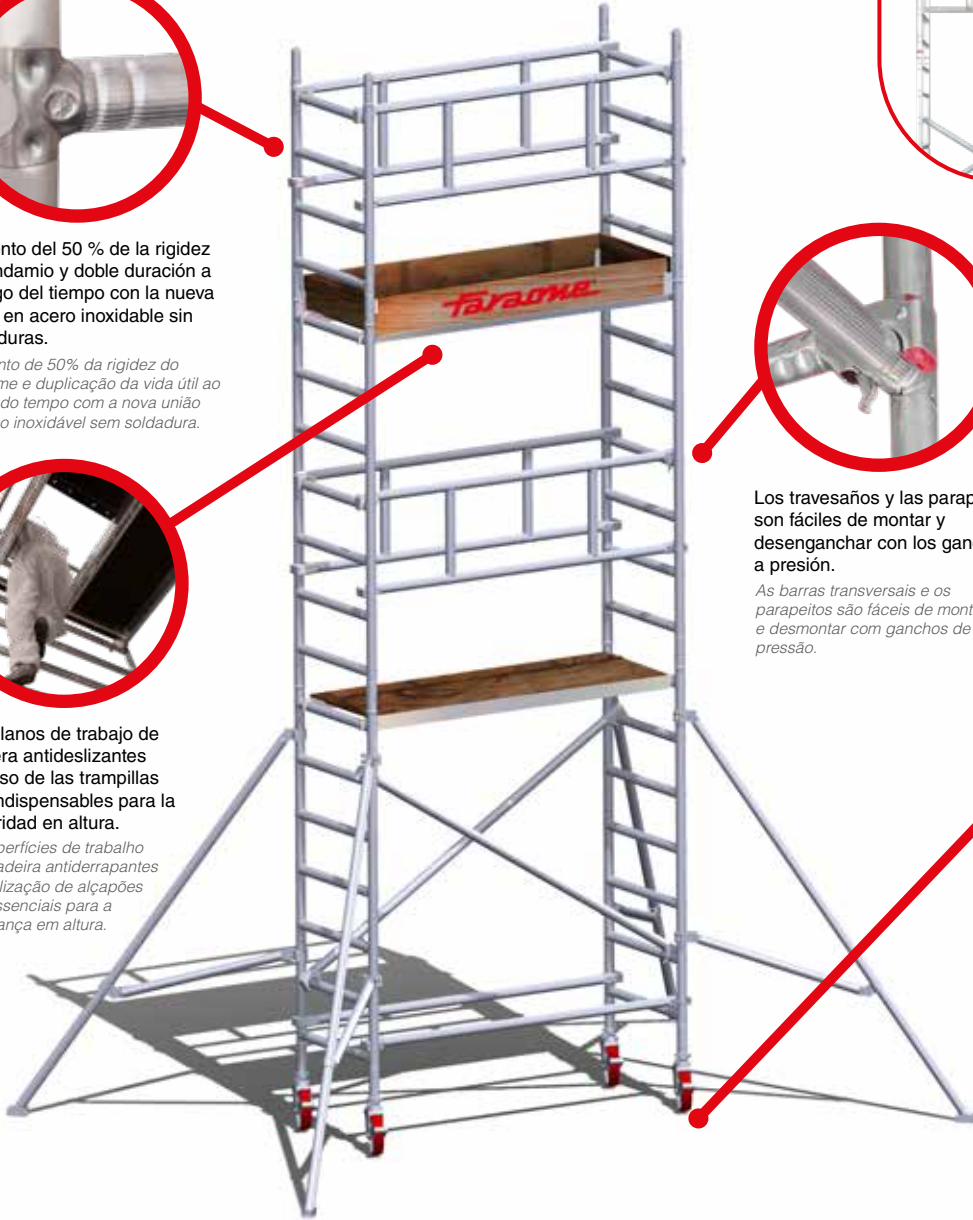 nto del 50 % de la rigidez
ndamio y doble duración a
go del tiempo con la nueva
en acero inoxidable sin
duras.
nto de 50% da rigidez do
me e duplicação da vida útil ao
do tempo com a nova união
o inoxidável sem soldadura.
faraone
Los travesaños y las parap
son fáciles de montar y
desenganchar con los gan
a presión.
As barras transversais e os
parapeitos são fáceis de mont
e desmontar com ganchos de
pressão.
lanos de trabajo de
era antideslizantes
so de las trampillas
ndispensables para la
ridad en altura.
perfícies de trabalho
adeira antiderrapantes
lização de alçapões
ssenciais para a
ança em altura.